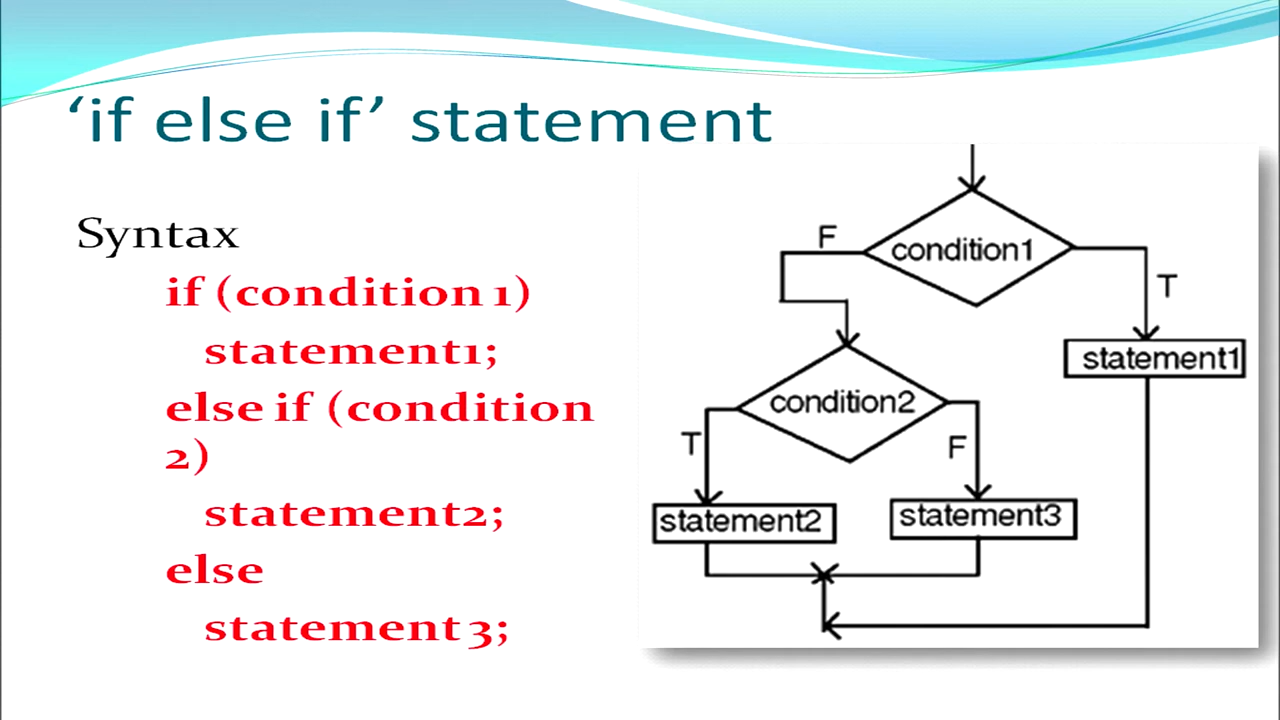 ‘if else if’ statement
Syntax
if (condition 1)
statement1;
else if (condition
2)
statement2;
else
statement 3;
F
condition1
T
statement1
condition2
T
F
statement2
statement3